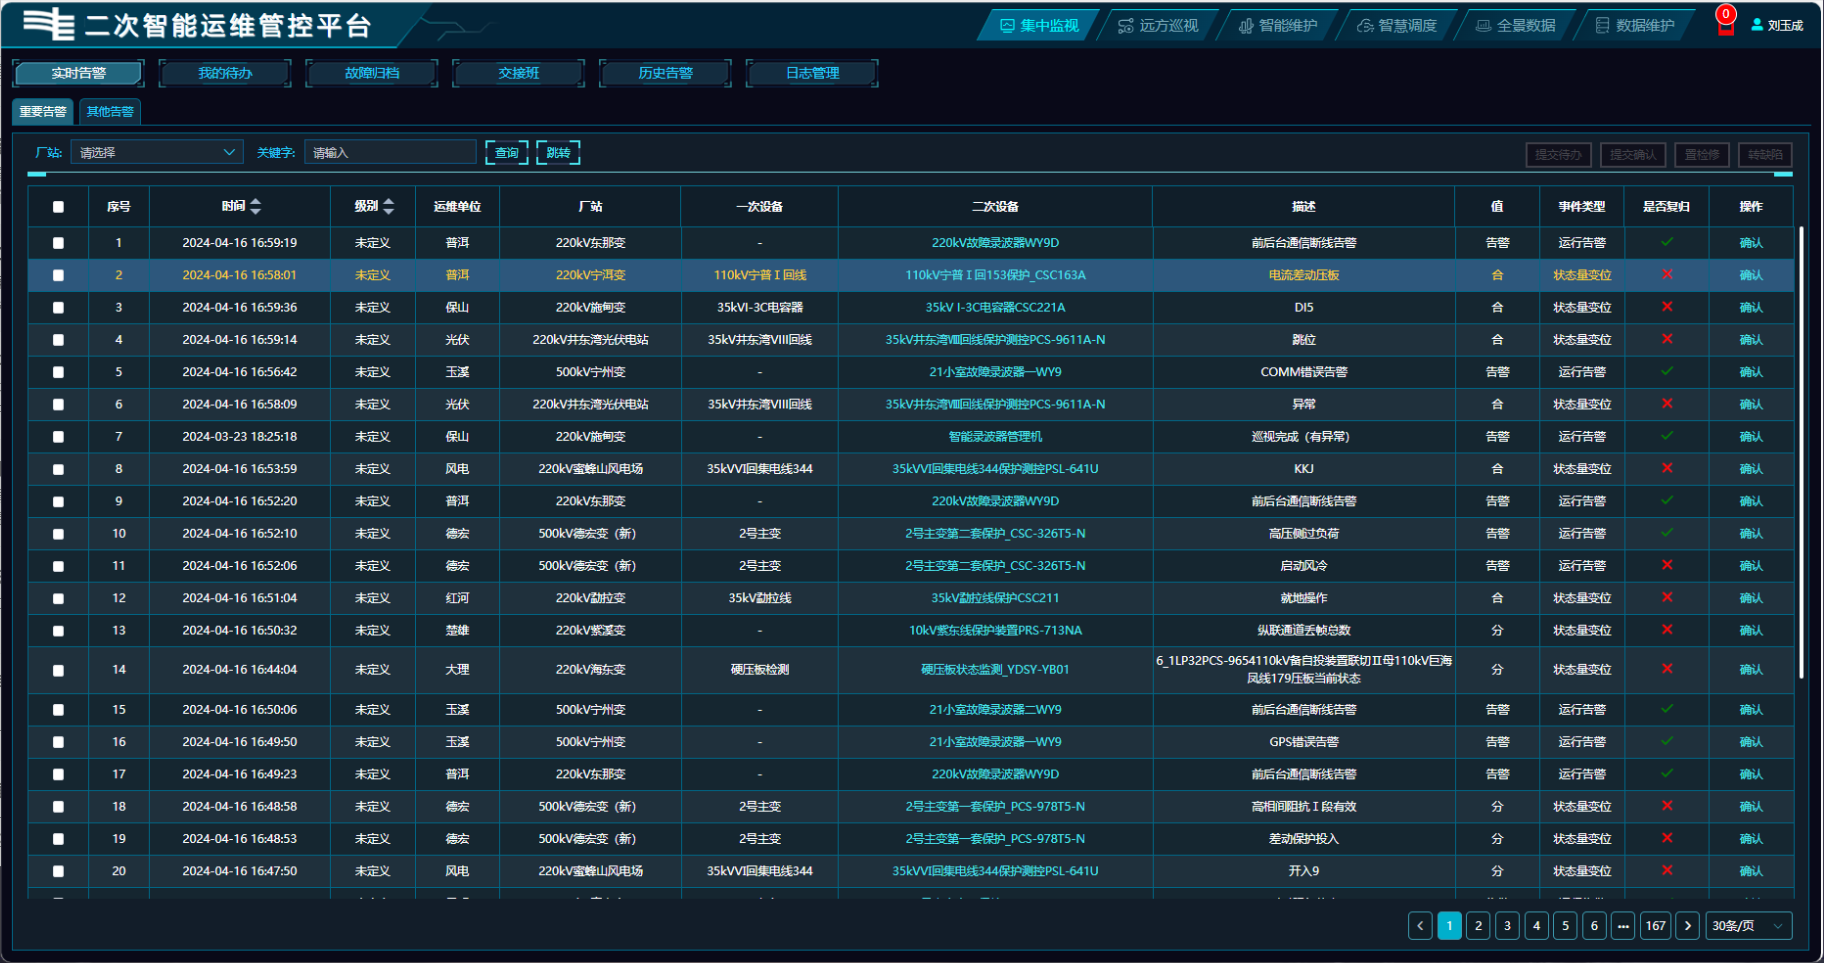 二次智能运维管控平台
集中监视 远方巡视 智能维护 智慧调度 全景数据 数据维护 0 刘玉成
实时告警 我的待办 故障归档 交接班 历史告警 日志管理
重要告警 其他告警
厂站: 请选择 关键字: 请输入 查询 跳转 提交待办 提交确认 置检修 转缺陷
序号 时间 级别 运维单位 厂站 一次设备 二次设备 描述 值 事件类型 是否复归 操作
1 2024-04-16 16:59:19 未定义 普洱 220kV东那变 - 220kV故障录波器WY9D 前后台通信断线告警 告警 运行告警 确认
2 2024-04-16 16:58:01 未定义 普洱 220kV宁洱变 110kV宁普Ⅰ回线 110kV宁普Ⅰ回153保护_CSC163A 电流差动压板 合 状态量变位 确认
3 2024-04-16 16:59:36 未定义 保山 220kV施甸变 35kVI-3C电容器 35kV I-3C电容器CSC221A DI5 合 状态量变位 确认
4 2024-04-16 16:59:14 未定义 光伏 220kV井东湾光伏电站 35kV井东湾VIII回线 35kV井东湾Ⅷ回线保护测控PCS-9611A-N 跳位 合 状态量变位 确认
5 2024-04-16 16:56:42 未定义 玉溪 500kV宁州变 - 21小室故障录波器一WY9 COMM错误告警 告警 运行告警 确认
6 2024-04-16 16:58:09 未定义 光伏 220kV井东湾光伏电站 35kV井东湾VIII回线 35kV井东湾Ⅷ回线保护测控PCS-9611A-N 异常 合 状态量变位 确认
7 2024-03-23 18:25:18 未定义 保山 220kV施甸变 - 智能录波器管理机 巡视完成（有异常） 告警 运行告警 确认
8 2024-04-16 16:53:59 未定义 风电 220kV蜜蜂山风电场 35kVVI回集电线344 35kVVI回集电线344保护测控PSL-641U KKJ 合 状态量变位 确认
9 2024-04-16 16:52:20 未定义 普洱 220kV东那变 - 220kV故障录波器WY9D 前后台通信断线告警 告警 运行告警 确认
10 2024-04-16 16:52:10 未定义 德宏 500kV德宏变（新） 2号主变 2号主变第二套保护_CSC-326T5-N 高压侧过负荷 告警 运行告警 确认
11 2024-04-16 16:52:06 未定义 德宏 500kV德宏变（新） 2号主变 2号主变第二套保护_CSC-326T5-N 启动风冷 告警 运行告警 确认
12 2024-04-16 16:51:04 未定义 红河 220kV勐拉变 35kV勐拉线 35kV勐拉线保护CSC211 就地操作 合 状态量变位 确认
13 2024-04-16 16:50:32 未定义 楚雄 220kV紫溪变 - 10kV紫东线保护装置PRS-713NA 纵联通道丢帧总数 分 状态量变位 确认
14 2024-04-16 16:44:04 未定义 大理 220kV海东变 硬压板检测 硬压板状态监测_YDSY-YB01 6_1LP32PCS-9654110kV备自投装置联切Ⅱ母110kV巨海凤线179压板当前状态 分 状态量变位 确认
15 2024-04-16 16:50:06 未定义 玉溪 500kV宁州变 - 21小室故障录波器二WY9 前后台通信断线告警 告警 运行告警 确认
16 2024-04-16 16:49:50 未定义 玉溪 500kV宁州变 - 21小室故障录波器一WY9 GPS错误告警 告警 运行告警 确认
17 2024-04-16 16:49:23 未定义 普洱 220kV东那变 - 220kV故障录波器WY9D 前后台通信断线告警 告警 运行告警 确认
18 2024-04-16 16:48:58 未定义 德宏 500kV德宏变（新） 2号主变 2号主变第一套保护_PCS-978T5-N 高相间阻抗Ⅰ段有效 分 状态量变位 确认
19 2024-04-16 16:48:53 未定义 德宏 500kV德宏变（新） 2号主变 2号主变第一套保护_PCS-978T5-N 差动保护投入 分 状态量变位 确认
20 2024-04-16 16:47:50 未定义 风电 220kV蜜蜂山风电场 35kVVI回集电线344 35kVVI回集电线344保护测控PSL-641U 开入9 分 状态量变位 确认
1 2 3 4 5 6 ••• 167 30条/页